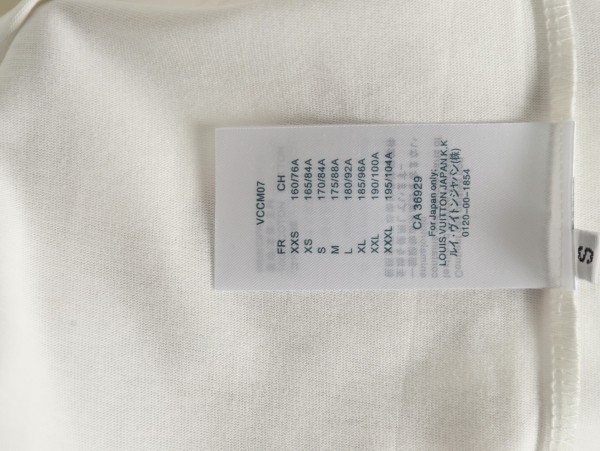 VCCM07
FR CH
XXS 160/76A
XS 165/84A
S 170/84A
M 175/88A
L 180/92A
XL 185/96A
XXL 190/100A
XXXL 195/104A
CA 36929
For Japan only:
LOUIS VUITTON JAPAN K.K
ルイ・ヴィトンジャパン(株)
0120-00-1854
S